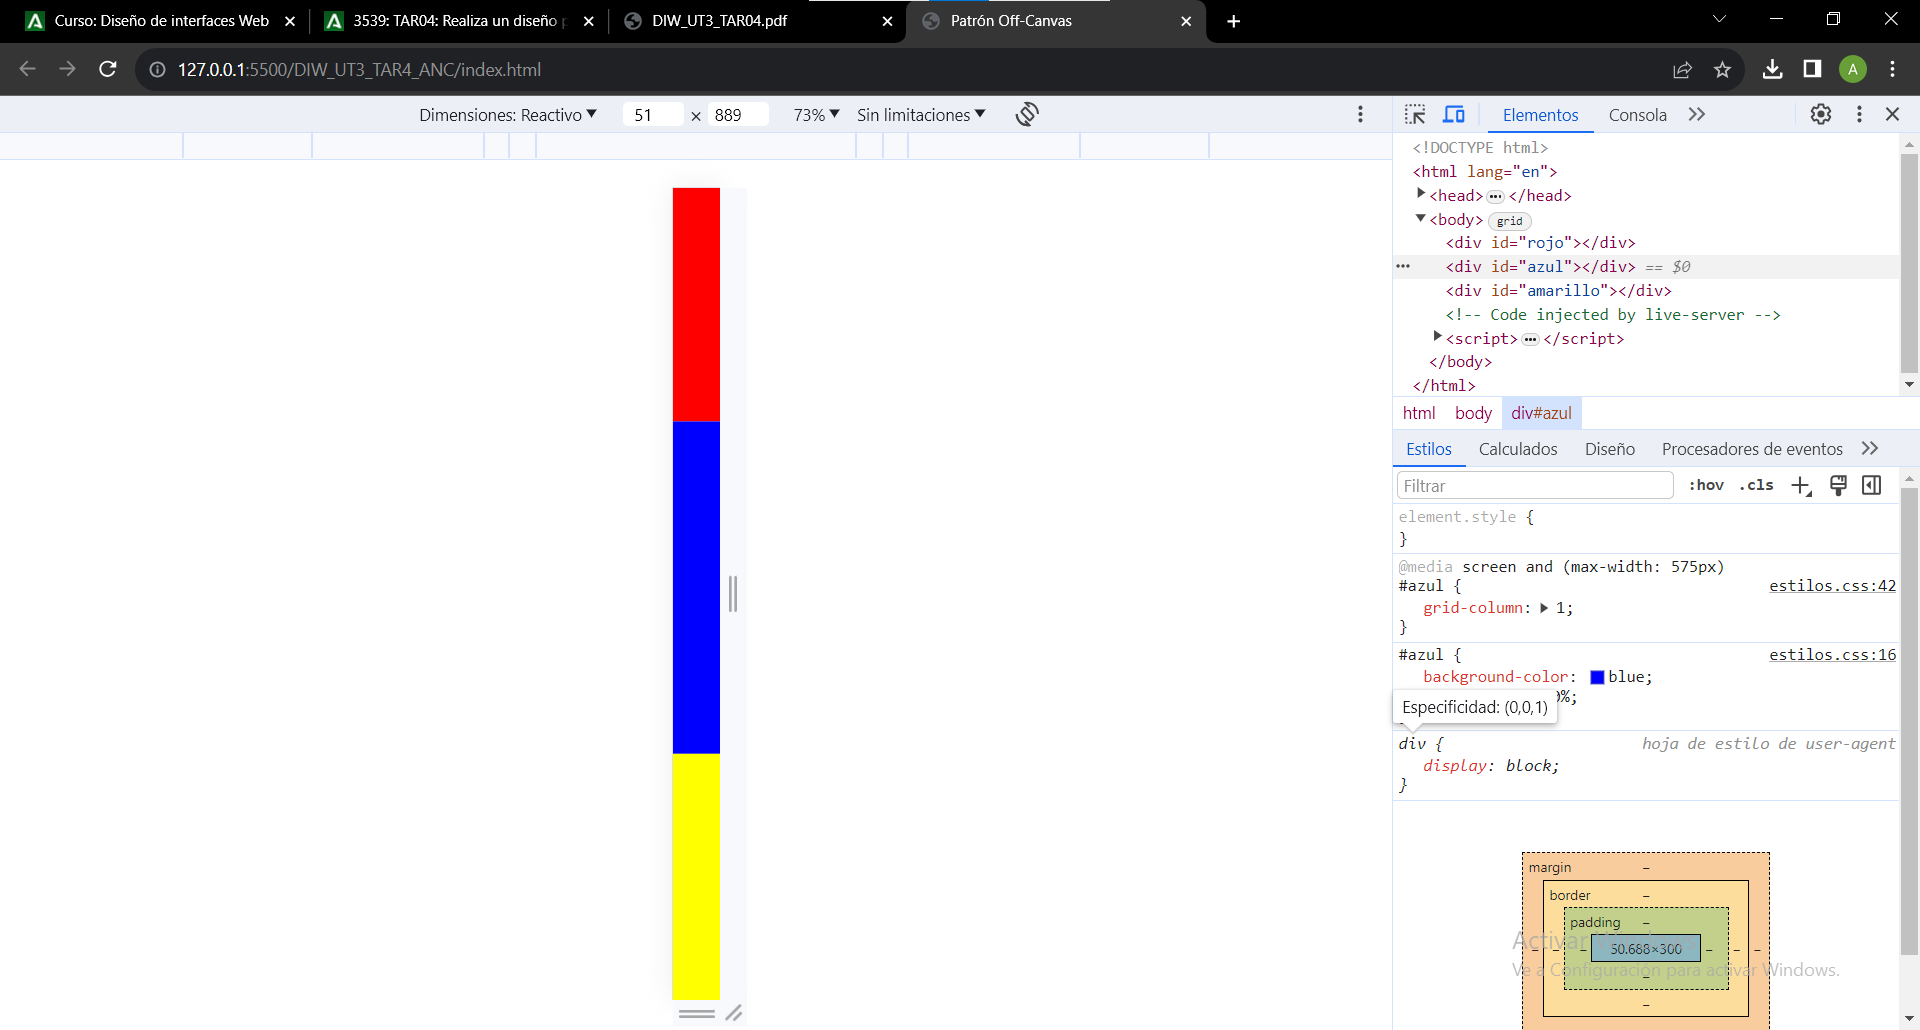 Curso: Diseño de interfaces Web
3539: TAR04: Realiza un diseño p
DIW_UT3_TAR04.pdf
Patrón Off-Canvas
127.0.0.1:5500/DIW_UT3_TAR4_ANC/index.html
A
Dimensiones: Reactivo
51 × 889
73%
Sin limitaciones
Elementos
Consola
<!DOCTYPE html>
<html lang="en">
<head> ••• </head>
<body> grid
<div id="rojo"></div>
••• <div id="azul"></div> == $0
<div id="amarillo"></div>
<!-- Code injected by live-server -->
<script> ••• </script>
</body>
</html>
html body div#azul
Estilos Calculados Diseño Procesadores de eventos
Filtrar
:hov .cls
element.style {
}
@media screen and (max-width: 575px)
#azul { estilos.css:42
grid-column: 1;
}
#azul { estilos.css:16
background-color: blue;
%;
Especificidad: (0,0,1)
div { hoja de estilo de user-agent
display: block;
}
margin –
border –
padding –
– – – 50.688×300 – – –
–
–
Activar
Ve a Configuración para activar Windows.